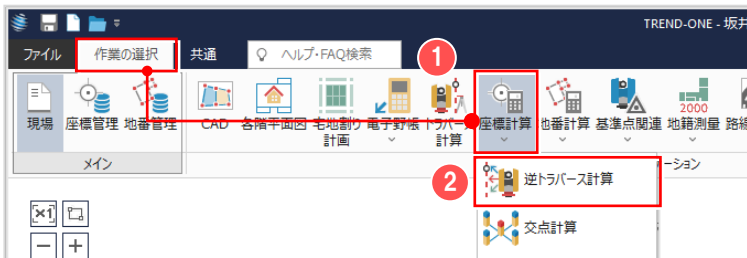 TREND-ONE - 坂井
ファイル 作業の選択 共通 ヘルプ・FAQ検索
1
2000
現場 座標管理 地番管理 CAD 各階平面図 宅地割り 電子野帳 トラバース 座標計算 地番計算 基準点関連 地籍測量 路線
計画 計算
メイン ーション
2 逆トラバース計算
×1
交点計算